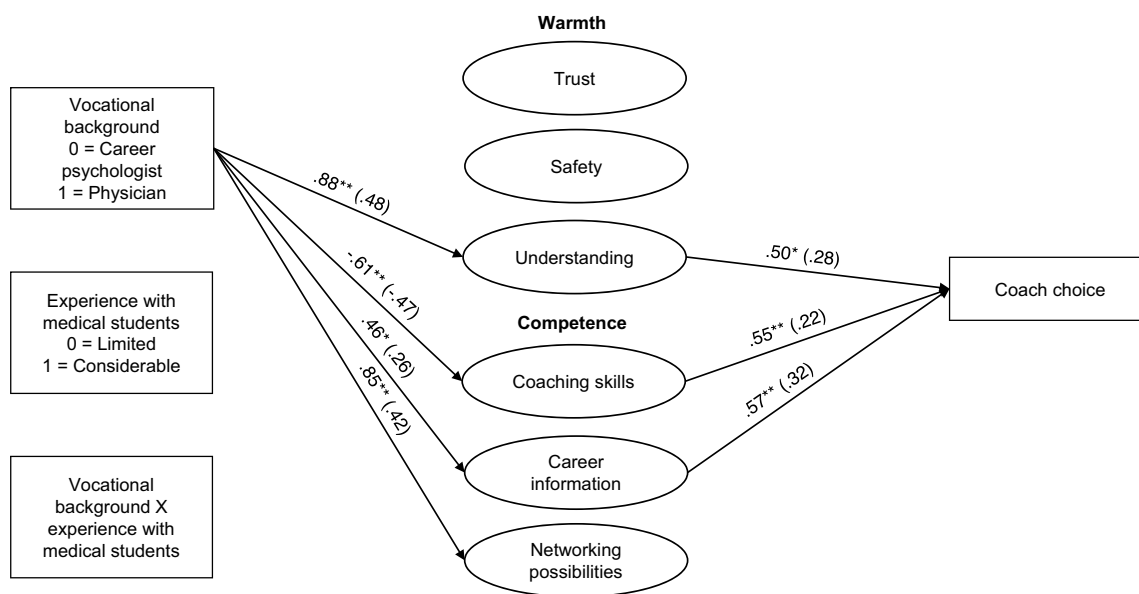 Warmth
Trust
Safety
Understanding
Vocational
background
0 = Career
psychologist
1 = Physician
Experience with
medical students
0 = Limited
1 = Considerable
Vocational
background X
experience with
medical students
.88** (.48)
-.61** (-.47)
.46* (.26)
.85** (.42)
Competence
Coaching skills
Career
information
Networking
possibilities
.50* (.28)
.55** (.22)
.57** (.32)
Coach choice